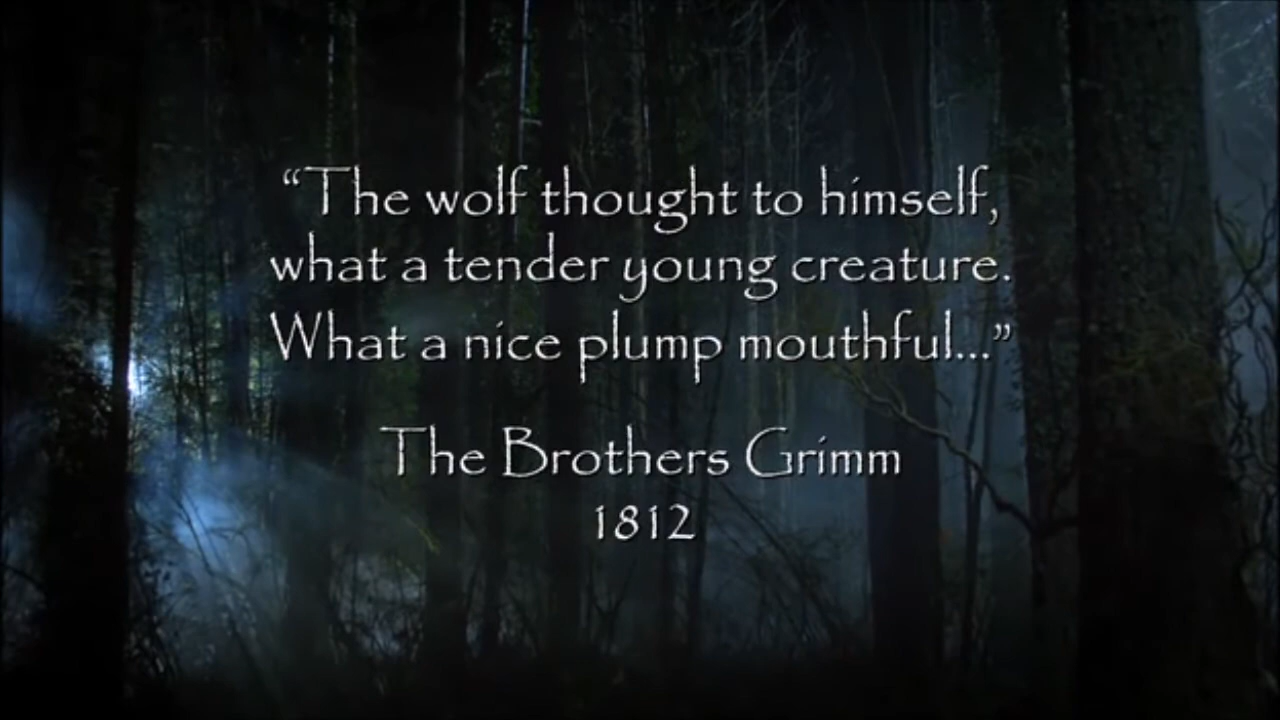 “The wolf thought to himself,
what a tender young creature.
What a nice plump mouthful...”
The Brothers Grimm
1812